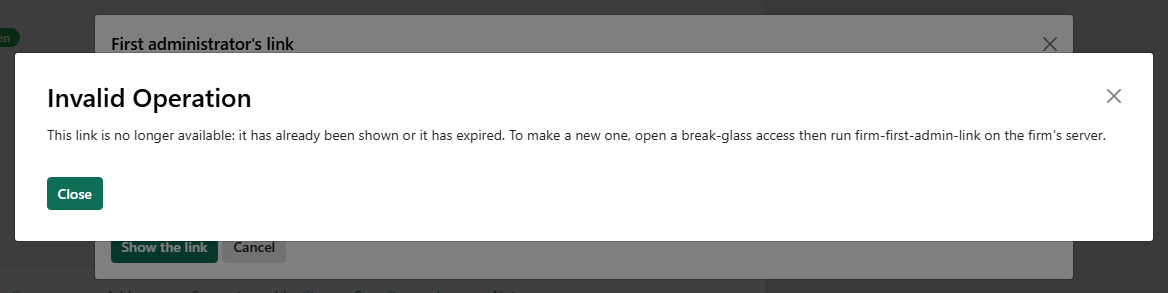 First administrator's link
Invalid Operation
This link is no longer available: it has already been shown or it has expired. To make a new one, open a break-glass access then run firm-first-admin-link on the firm's server.
Close
Show the link Cancel